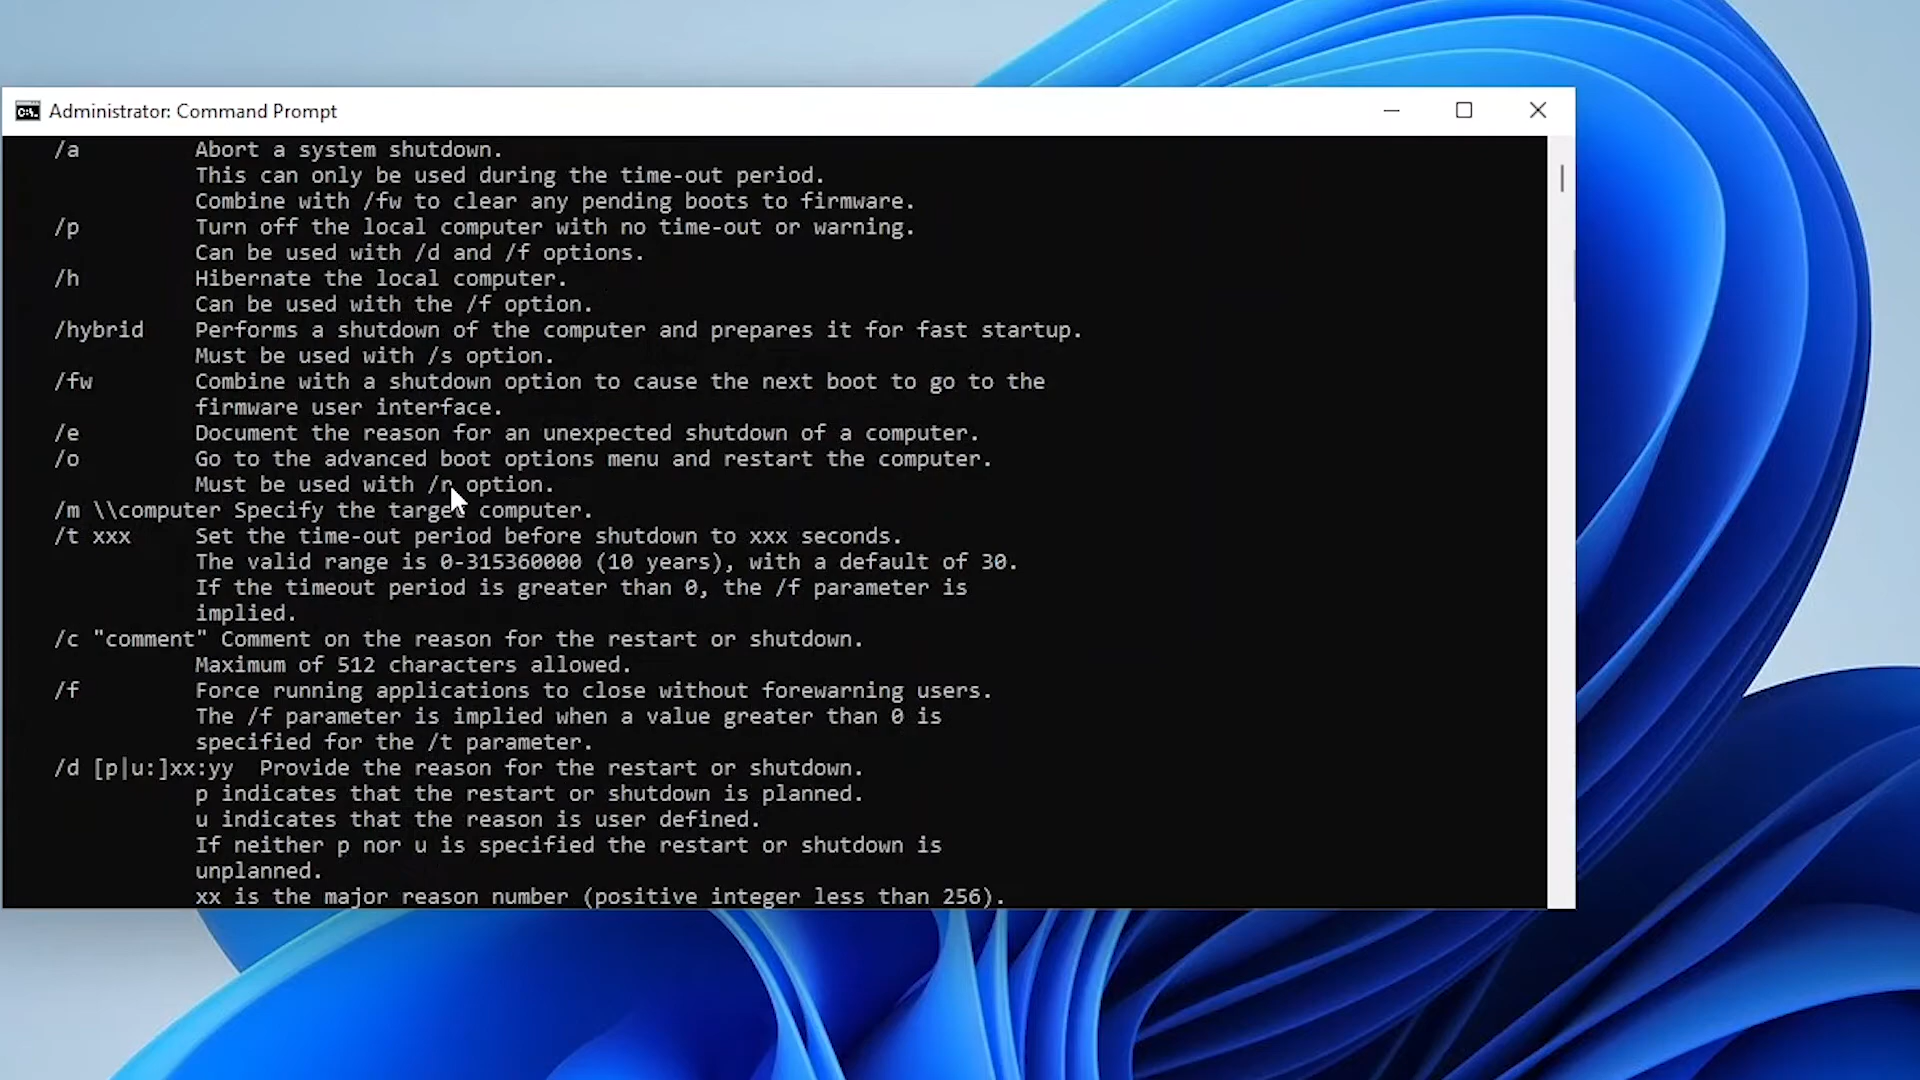 Administrator: Command Prompt
/a Abort a system shutdown.
This can only be used during the time-out period.
Combine with /fw to clear any pending boots to firmware.
/p Turn off the local computer with no time-out or warning.
Can be used with /d and /f options.
/h Hibernate the local computer.
Can be used with the /f option.
/hybrid Performs a shutdown of the computer and prepares it for fast startup.
Must be used with /s option.
/fw Combine with a shutdown option to cause the next boot to go to the
firmware user interface.
/e Document the reason for an unexpected shutdown of a computer.
/o Go to the advanced boot options menu and restart the computer.
Must be used with /r option.
/m \\computer Specify the target computer.
/t xxx Set the time-out period before shutdown to xxx seconds.
The valid range is 0-315360000 (10 years), with a default of 30.
If the timeout period is greater than 0, the /f parameter is
implied.
/c "comment" Comment on the reason for the restart or shutdown.
Maximum of 512 characters allowed.
/f Force running applications to close without forewarning users.
The /f parameter is implied when a value greater than 0 is
specified for the /t parameter.
/d [p|u:]xx:yy Provide the reason for the restart or shutdown.
p indicates that the restart or shutdown is planned.
u indicates that the reason is user defined.
If neither p nor u is specified the restart or shutdown is
unplanned.
xx is the major reason number (positive integer less than 256).